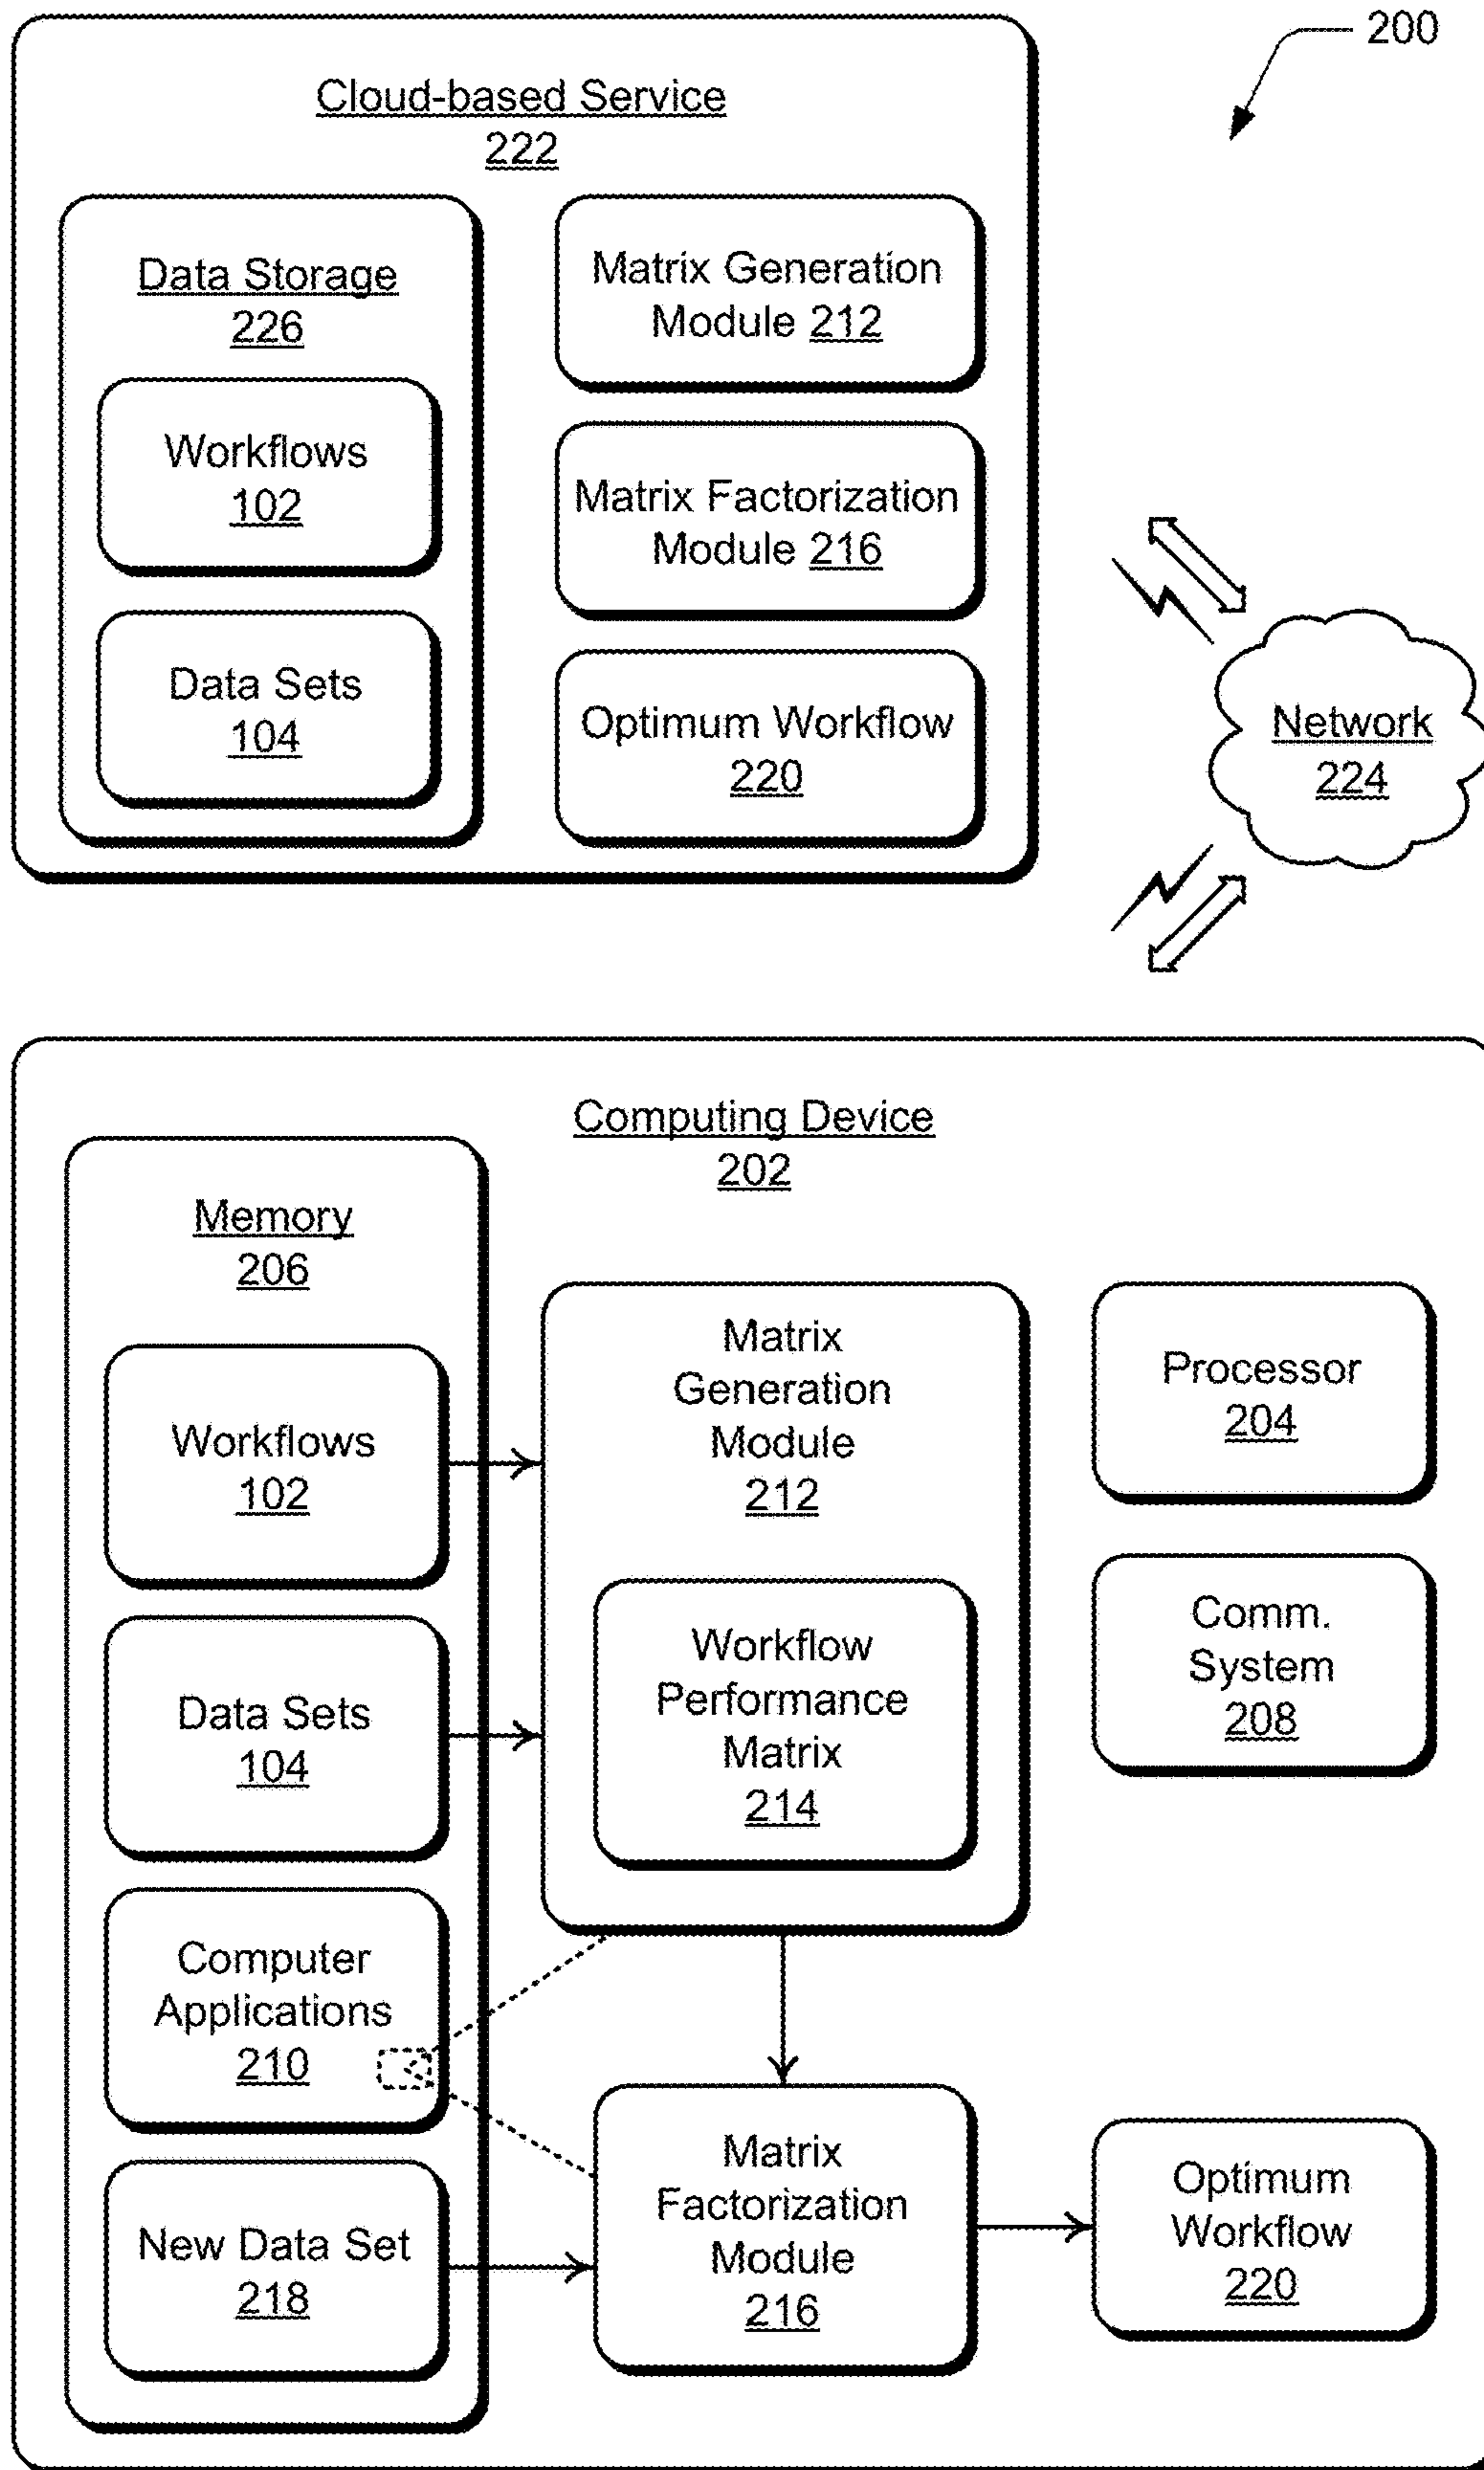 200
Cloud-based Service
222
Data Storage
226
Workflows
102
Data Sets
104
Matrix Generation
Module 212
Matrix Factorization
Module 216
Optimum Workflow
220
Network
224
Computing Device
202
Memory
206
Workflows
102
Data Sets
104
Computer
Applications
210
New Data Set
218
Matrix
Generation
Module
212
Workflow
Performance
Matrix
214
Matrix
Factorization
Module
216
Processor
204
Comm.
System
208
Optimum
Workflow
220